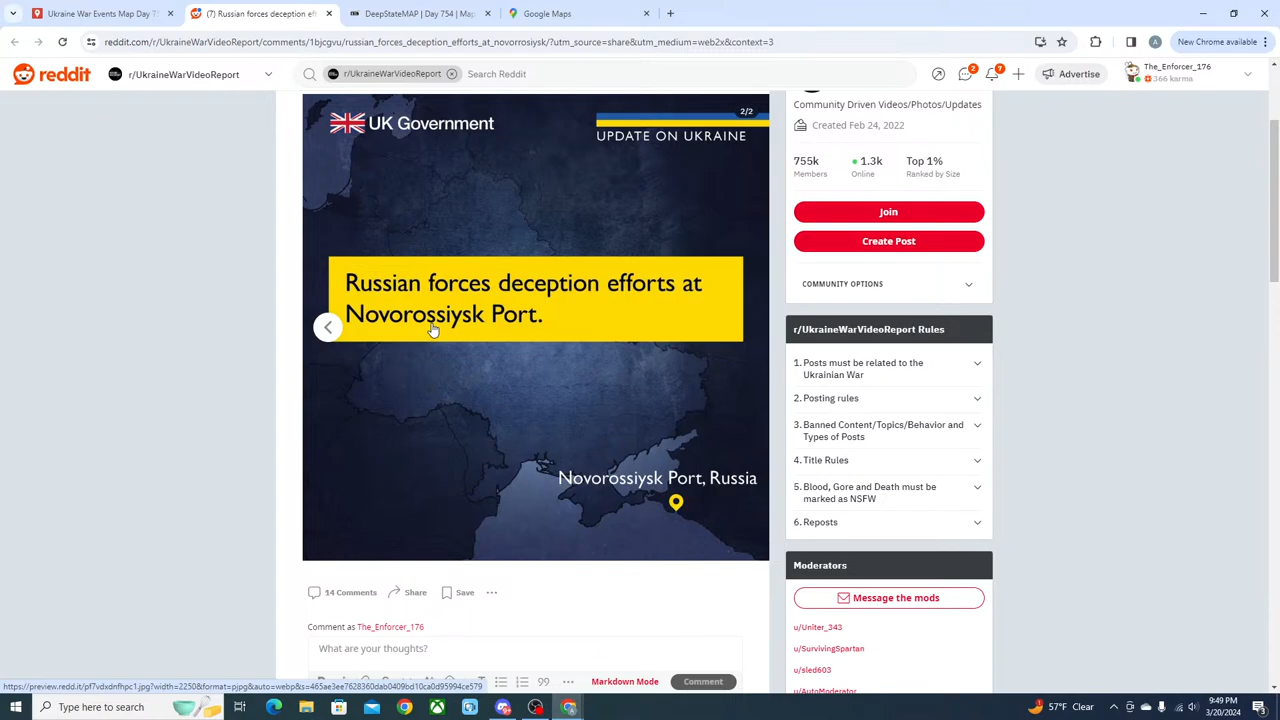 Ukraine War Events Map Day 7
(7) Russian forces deception ef
DeepStateMAP | Day 754 | Map
Google Maps
reddit.com/r/UkraineWarVideoReport/comments/1bjcgvu/russian_forces_deception_efforts_at_novorossiysk/?utm_source=share&utm_medium=web2x&context=3
New Chrome available
reddit
r/UkraineWarVideoReport
r/UkraineWarVideoReport
Search Reddit
2
7
Advertise
The_Enforcer_176
366 karma
UK Government
2/2
UPDATE ON UKRAINE
Russian forces deception efforts at
Novorossiysk Port.
Novorossiysk Port, Russia
14 Comments
Share
Save
Comment as The_Enforcer_176
What are your thoughts?
Markdown Mode
Comment
Community Driven Videos/Photos/Updates
Created Feb 24, 2022
755k
1.3k
Top 1%
Members
Online
Ranked by Size
Join
Create Post
COMMUNITY OPTIONS
r/UkraineWarVideoReport Rules
1. Posts must be related to the
Ukrainian War
2. Posting rules
3. Banned Content/Topics/Behavior and
Types of Posts
4. Title Rules
5. Blood, Gore and Death must be
marked as NSFW
6. Reposts
Moderators
Message the mods
u/Uniter_343
u/SurvivingSpartan
u/sled603
u/AutoModerator
Type here to search
57°F Clear
9:49 PM
3/20/2024